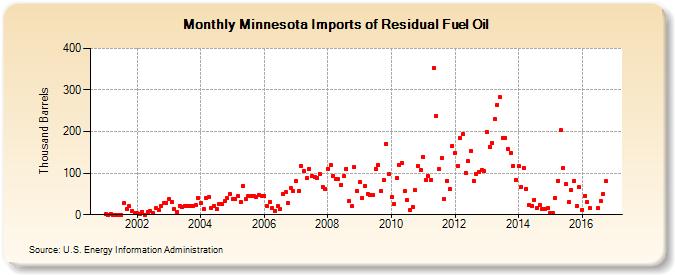 Monthly Minnesota Imports of Residual Fuel Oil
Thousand Barrels
400
300
200
100
0
2002 2004 2006 2008 2010 2012 2014 2016
Source: U.S. Energy Information Administration